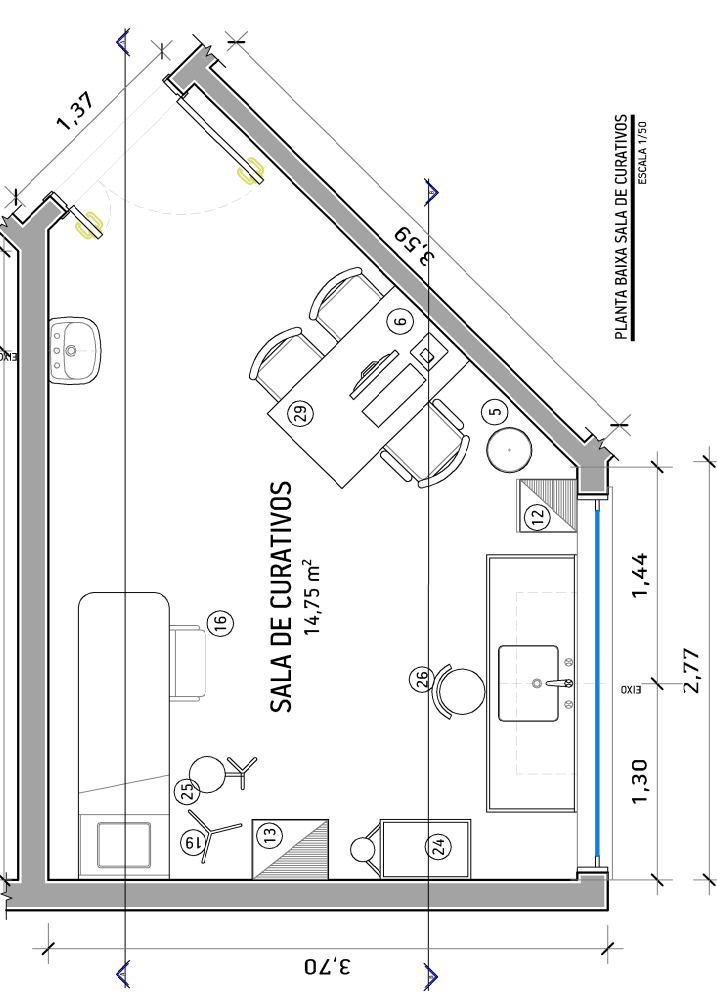 PLANTA BAIXA SALA DE CURATIVOS
ESCALA 1/50
1,37
3,59
EIXO
6
29
5
12
SALA DE CURATIVOS
14,75 m²
16
26
25
19
13
24
1,44
EIXO
2,77
1,30
3,70